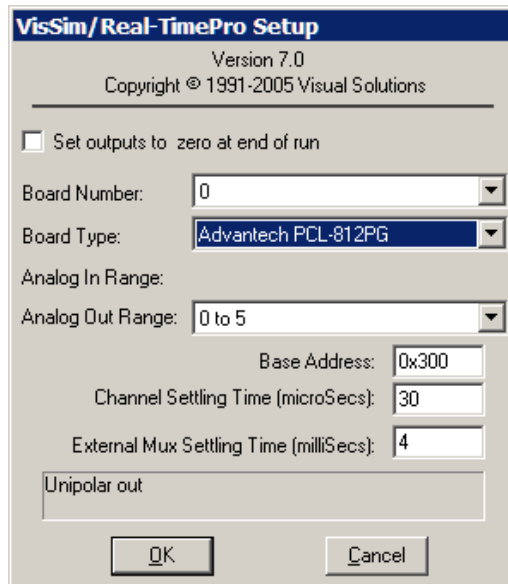 VisSim/Real-TimePro Setup
Version 7.0
Copyright © 1991-2005 Visual Solutions
Set outputs to zero at end of run
Board Number: 0
Board Type: Advantech PCL-812PG
Analog In Range:
Analog Out Range: 0 to 5
Base Address: 0x300
Channel Settling Time (microSecs): 30
External Mux Settling Time (milliSecs): 4
Unipolar out
OK Cancel